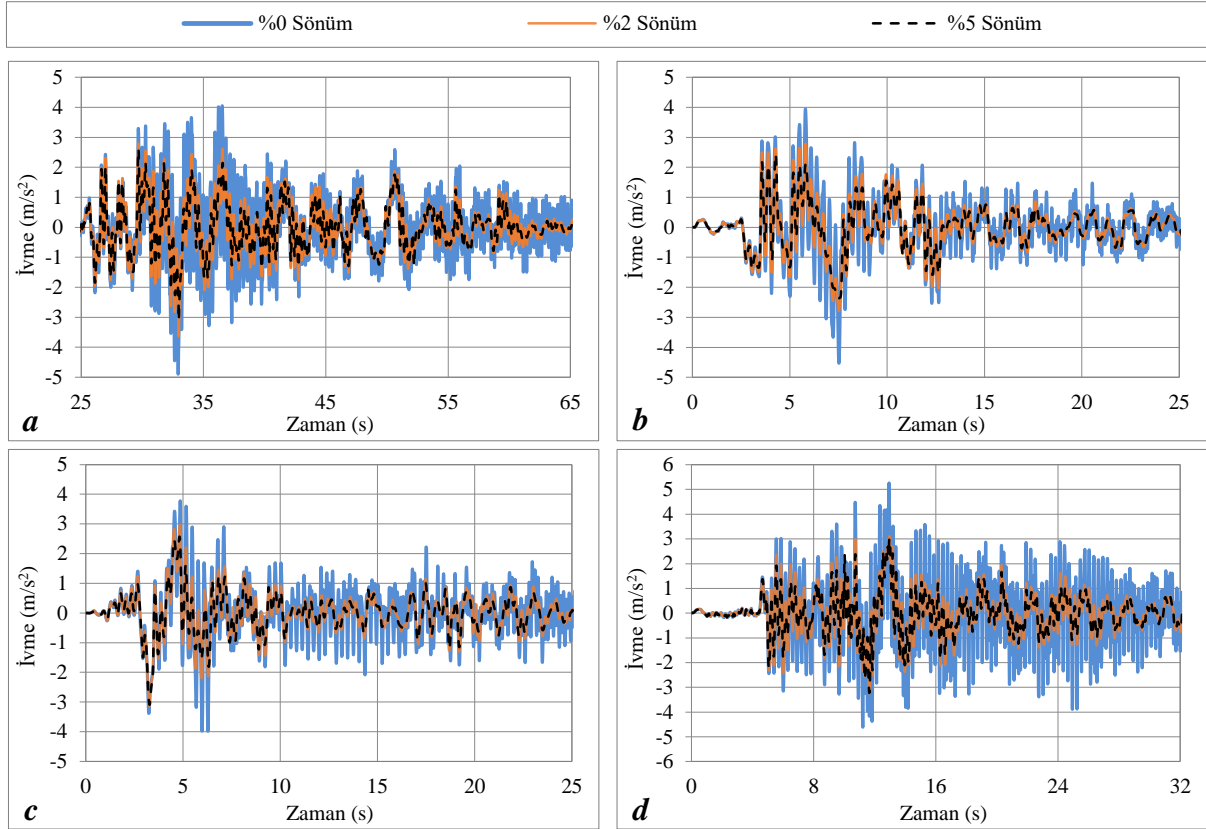 %0 Sönüm %2 Sönüm %5 Sönüm
5
4
3
2
1
0
-1
-2
-3
-4
-5
İvme (m/s²)
25 35 45 55 65
Zaman (s)
a
5
4
3
2
1
0
-1
-2
-3
-4
-5
İvme (m/s²)
0 5 10 15 20 25
Zaman (s)
b
5
4
3
2
1
0
-1
-2
-3
-4
-5
İvme (m/s²)
0 5 10 15 20 25
Zaman (s)
c
6
5
4
3
2
1
0
-1
-2
-3
-4
-5
-6
İvme (m/s²)
0 8 16 24 32
Zaman (s)
d